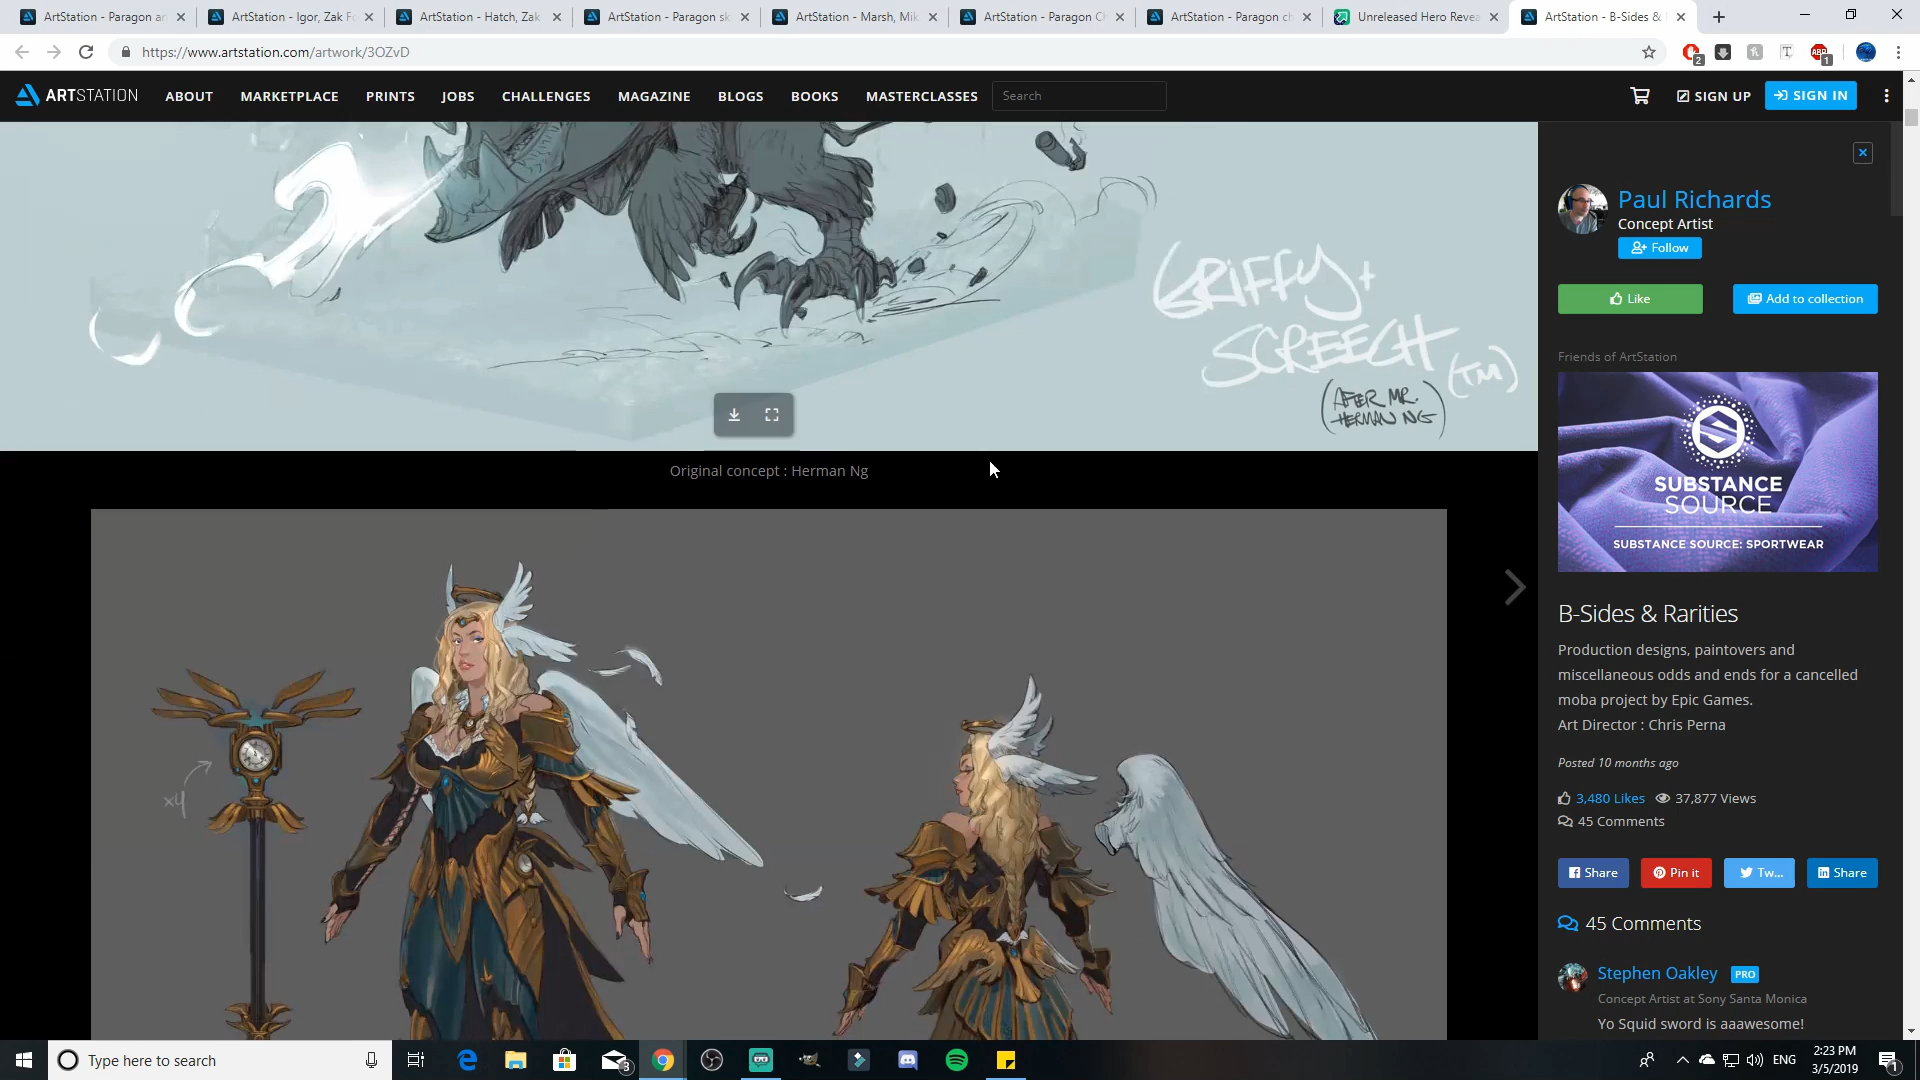 ArtStation - Paragon ar
ArtStation - Igor, Zak Fo
ArtStation - Hatch, Zak
ArtStation - Paragon sk
ArtStation - Marsh, Mik
ArtStation - Paragon Ch
ArtStation - Paragon ch
Unreleased Hero Revea
ArtStation - B-Sides &
https://www.artstation.com/artwork/3OZvD
2
ABP
1
ARTSTATION
ABOUT
MARKETPLACE
PRINTS
JOBS
CHALLENGES
MAGAZINE
BLOGS
BOOKS
MASTERCLASSES
Search
SIGN UP
SIGN IN
GRIFFY +
SCREECH (TM)
(AFTER MR.
HERMAN NG)
Original concept : Herman Ng
x4
Paul Richards
Concept Artist
Follow
Like
Add to collection
Friends of ArtStation
SUBSTANCE
SOURCE
SUBSTANCE SOURCE: SPORTWEAR
B-Sides & Rarities
Production designs, paintovers and
miscellaneous odds and ends for a cancelled
moba project by Epic Games.
Art Director : Chris Perna
Posted 10 months ago
3,480 Likes 37,877 Views
45 Comments
Share
Pin it
Tw...
Share
45 Comments
Stephen Oakley PRO
Concept Artist at Sony Santa Monica
Yo Squid sword is aaawesome!
Type here to search
3
ENG
2:23 PM
3/5/2019
1